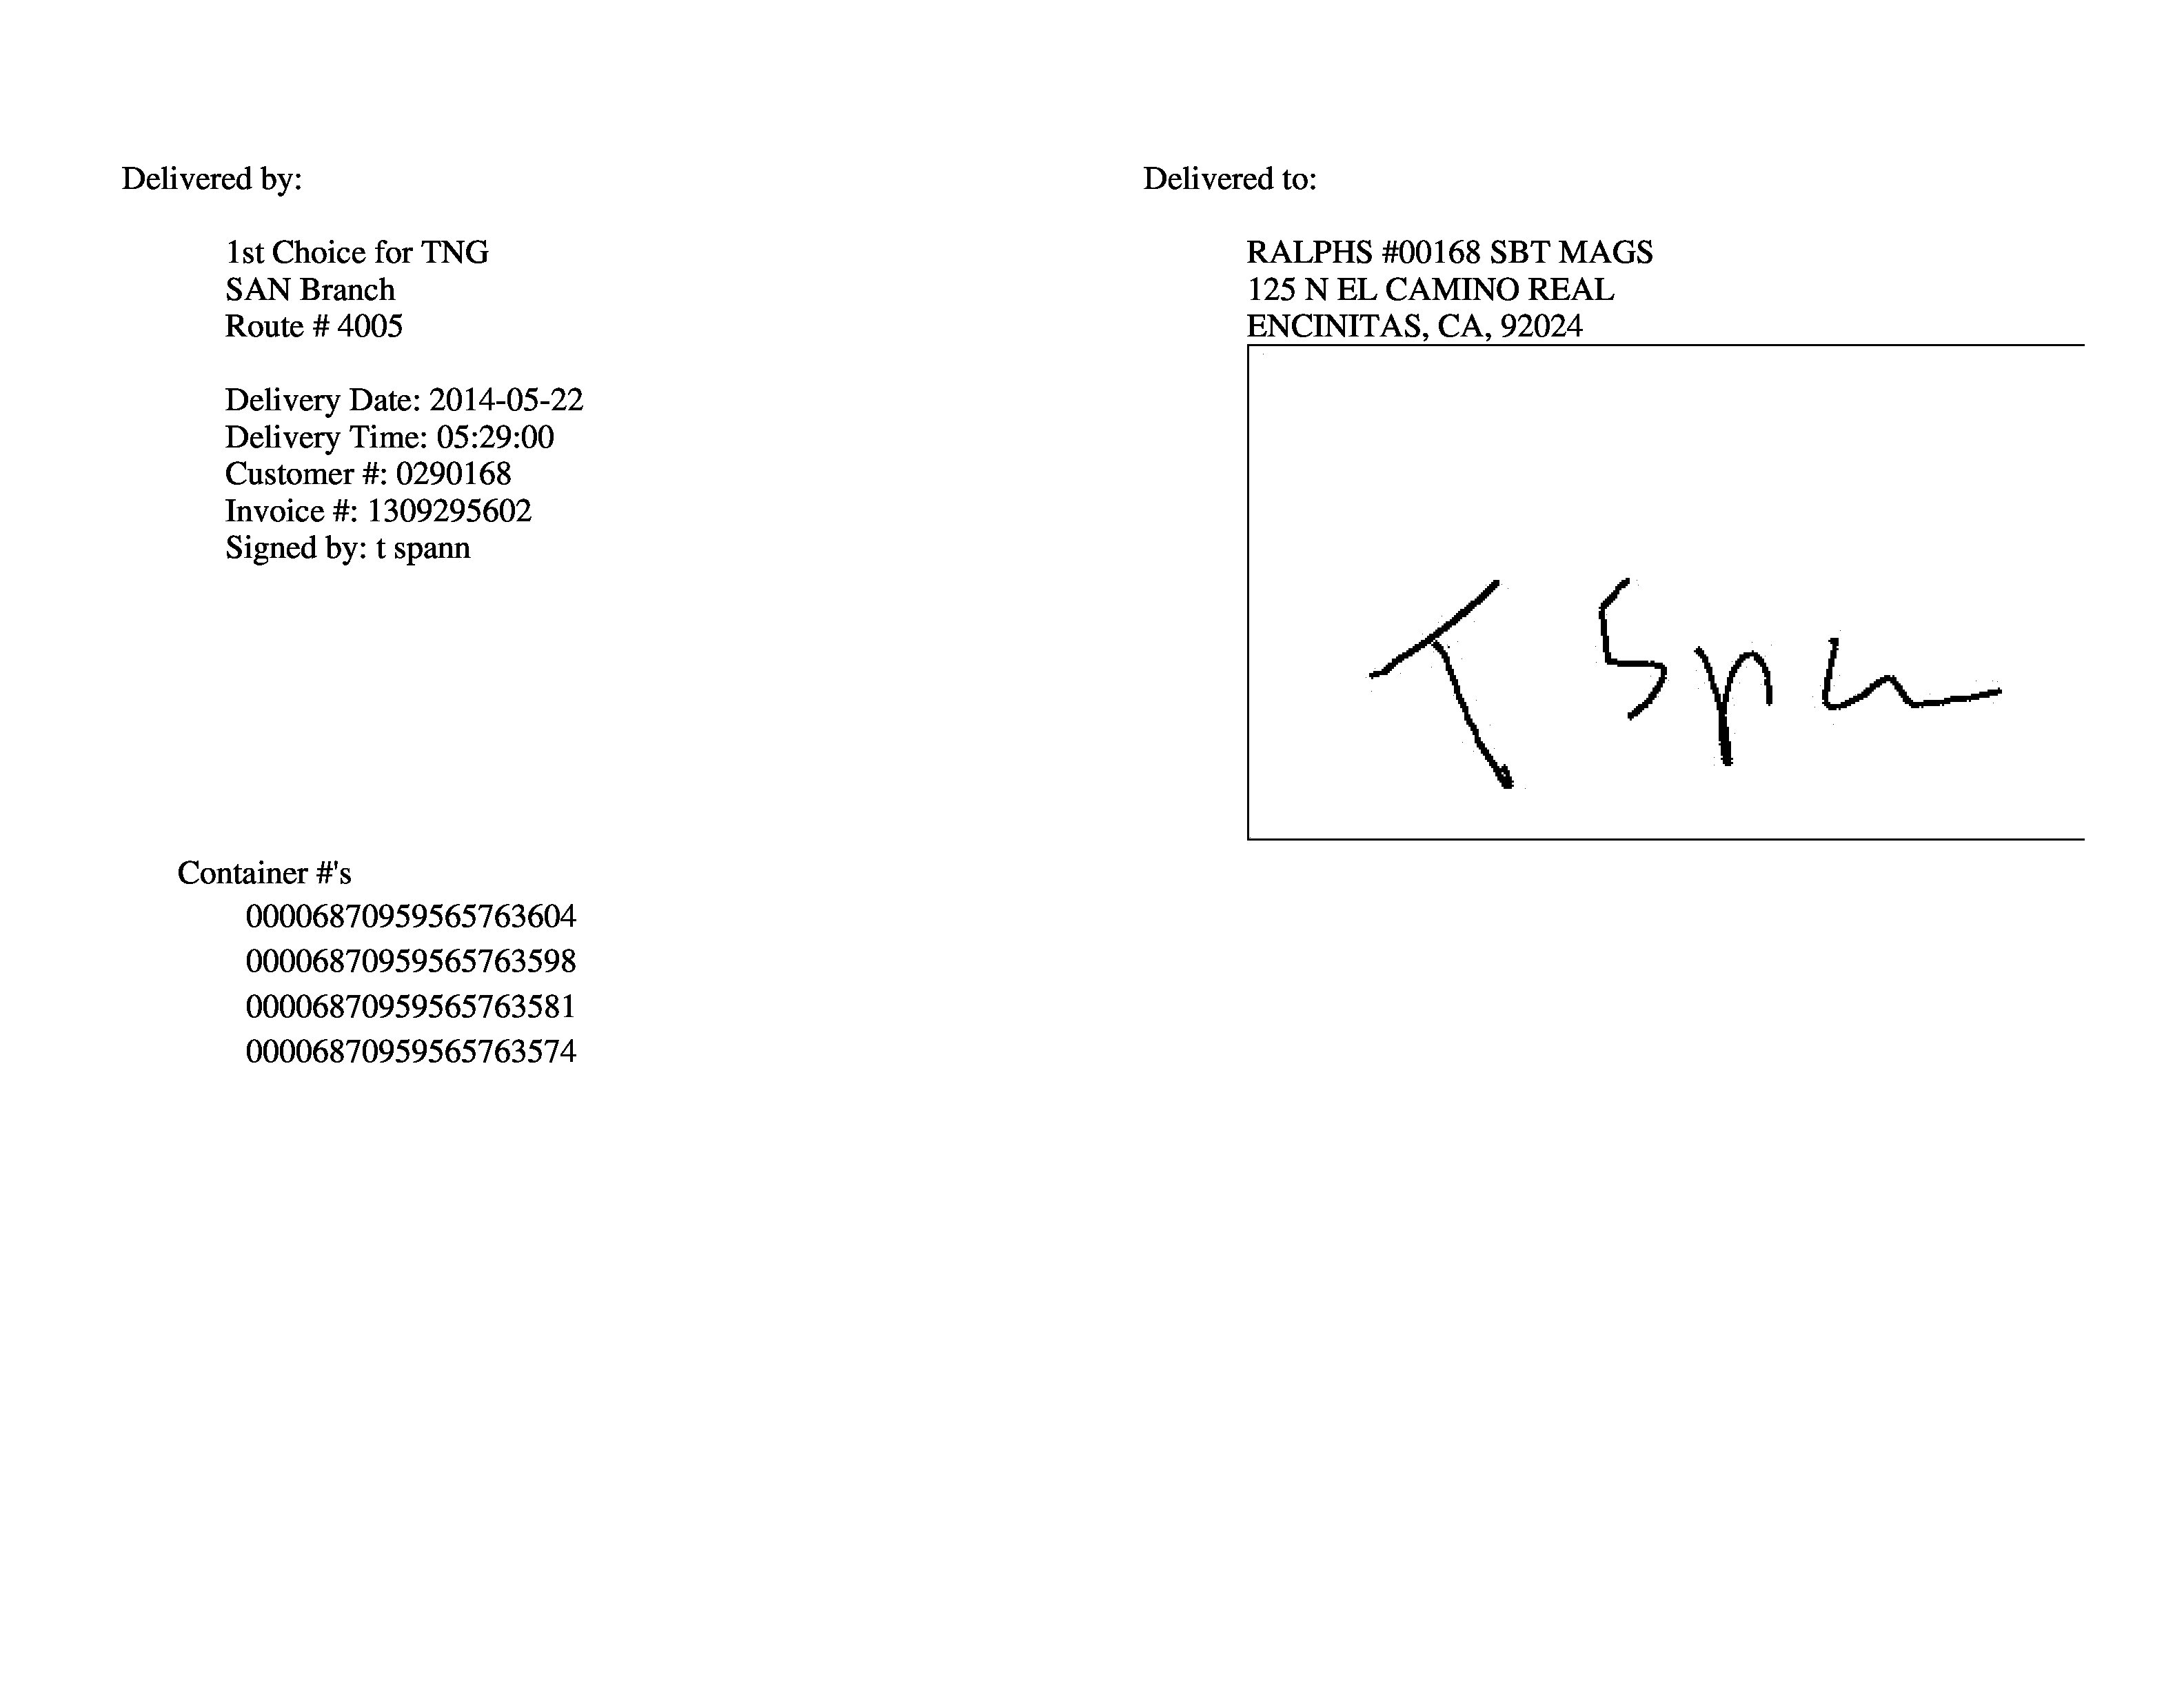 Delivered by:
1st Choice for TNG
SAN Branch
Route # 4005
Delivery Date: 2014-05-22
Delivery Time: 05:29:00
Customer #: 0290168
Invoice #: 1309295602
Signed by: t spann
Delivered to:
RALPHS #00168 SBT MAGS
125 N EL CAMINO REAL
ENCINITAS, CA, 92024
T Sp
Container #'s
00006870959565763604
00006870959565763598
00006870959565763581
00006870959565763574